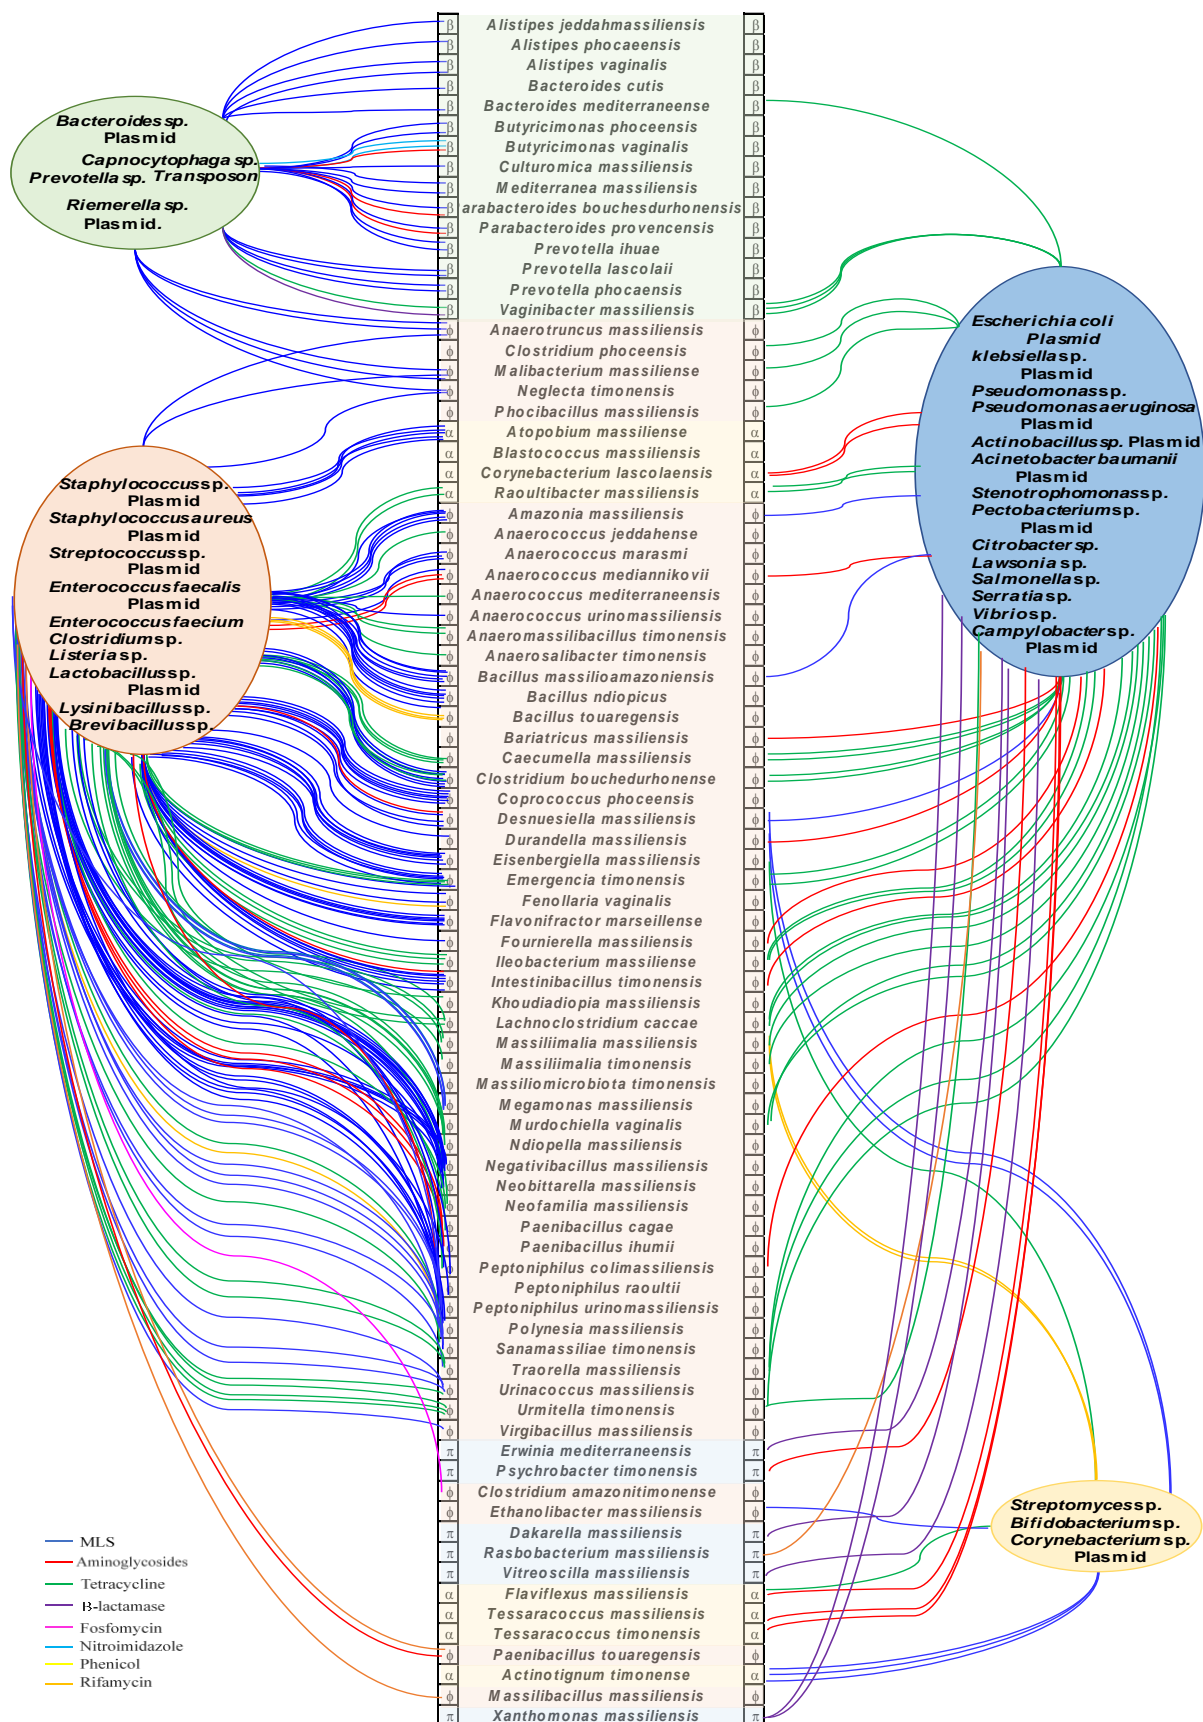 β Alistipes jeddahmassiliensis β
β Alistipes phocaeensis β
β Alistipes vaginalis β
β Bacteroides cutis β
β Bacteroides mediterraneense β
β Butyricimonas phoceensis β
β Butyricimonas vaginalis β
β Culturomica massiliensis β
β Mediterranea massiliensis β
β arabacteroides bouchesdurhonensis β
β Parabacteroides provencensis β
β Prevotella ihuae β
β Prevotella lascolaii β
β Prevotella phocaensis β
β Vaginibacter massiliensis β
ϕ Anaerotruncus massiliensis ϕ
ϕ Clostridium phoceensis ϕ
ϕ Malibacterium massiliense ϕ
ϕ Neglecta timonensis ϕ
ϕ Phocibacillus massiliensis ϕ
α Atopobium massiliense α
α Blastococcus massiliensis α
α Corynebacterium lascolaensis α
α Raoultibacter massiliensis α
ϕ Amazonia massiliensis ϕ
ϕ Anaerococcus jeddahense ϕ
ϕ Anaerococcus marasmi ϕ
ϕ Anaerococcus mediannikovii ϕ
ϕ Anaerococcus mediterraneensis ϕ
ϕ Anaerococcus urinomassiliensis ϕ
ϕ Anaeromassilibacillus timonensis ϕ
ϕ Anaerosalibacter timonensis ϕ
ϕ Bacillus massilioamazoniensis ϕ
ϕ Bacillus ndiopicus ϕ
ϕ Bacillus touaregensis ϕ
ϕ Bariatricus massiliensis ϕ
ϕ Caecumella massiliensis ϕ
ϕ Clostridium bouchedurhonense ϕ
ϕ Coprococcus phoceensis ϕ
ϕ Desnuesiella massiliensis ϕ
ϕ Durandella massiliensis ϕ
ϕ Eisenbergiella massiliensis ϕ
ϕ Emergencia timonensis ϕ
ϕ Fenollaria vaginalis ϕ
ϕ Flavonifractor marseillense ϕ
ϕ Fournierella massiliensis ϕ
ϕ Ileobacterium massiliense ϕ
ϕ Intestinibacillus timonensis ϕ
ϕ Khoudiadiopia massiliensis ϕ
ϕ Lachnoclostridium caccae ϕ
ϕ Massiliimalia massiliensis ϕ
ϕ Massiliimalia timonensis ϕ
ϕ Massiliomicrobiota timonensis ϕ
ϕ Megamonas massiliensis ϕ
ϕ Murdochiella vaginalis ϕ
ϕ Ndiopella massiliensis ϕ
ϕ Negativibacillus massiliensis ϕ
ϕ Neobittarella massiliensis ϕ
ϕ Neofamilia massiliensis ϕ
ϕ Paenibacillus cagae ϕ
ϕ Paenibacillus ihumii ϕ
ϕ Peptoniphilus colimassiliensis ϕ
ϕ Peptoniphilus raoultii ϕ
ϕ Peptoniphilus urinomassiliensis ϕ
ϕ Polynesia massiliensis ϕ
ϕ Sanamassiliae timonensis ϕ
ϕ Traorella massiliensis ϕ
ϕ Urinacoccus massiliensis ϕ
ϕ Urmitella timonensis ϕ
ϕ Virgibacillus massiliensis ϕ
π Erwinia mediterraneensis π
π Psychrobacter timonensis π
ϕ Clostridium amazonitimonense ϕ
ϕ Ethanolibacter massiliensis ϕ
π Dakarella massiliensis π
π Rasbobacterium massiliensis π
π Vitreoscilla massiliensis π
α Flaviflexus massiliensis α
α Tessaracoccus massiliensis α
α Tessaracoccus timonensis α
ϕ Paenibacillus touaregensis ϕ
α Actinotignum timonense α
ϕ Massilibacillus massiliensis ϕ
π Xanthomonas massiliensis π
Bacteroides sp.
Plasmid
Capnocytophaga sp.
Prevotella sp. Transposon
Riemerella sp.
Plasmid.
Staphylococcus sp.
Plasmid
Staphylococcus aureus
Plasmid
Streptococcus sp.
Plasmid
Enterococcus faecalis
Plasmid
Enterococcus faecium
Clostridium sp.
Listeria sp.
Lactobacillus sp.
Plasmid
Lysinibacillus sp.
Brevibacillus sp.
Escherichia coli
Plasmid
klebsiella sp.
Plasmid
Pseudomonas sp.
Pseudomonas aeruginosa
Plasmid
Actinobacillus sp. Plasmid
Acinetobacter baumanii
Plasmid
Stenotrophomonas sp.
Pectobacterium sp.
Plasmid
Citrobacter sp.
Lawsonia sp.
Salmonella sp.
Serratia sp.
Vibrio sp.
Campylobacter sp.
Plasmid
Streptomyces sp.
Bifidobacterium sp.
Corynebacterium sp.
Plasmid
MLS
Aminoglycosides
Tetracycline
B-lactamase
Fosfomycin
Nitroimidazole
Phenicol
Rifamycin